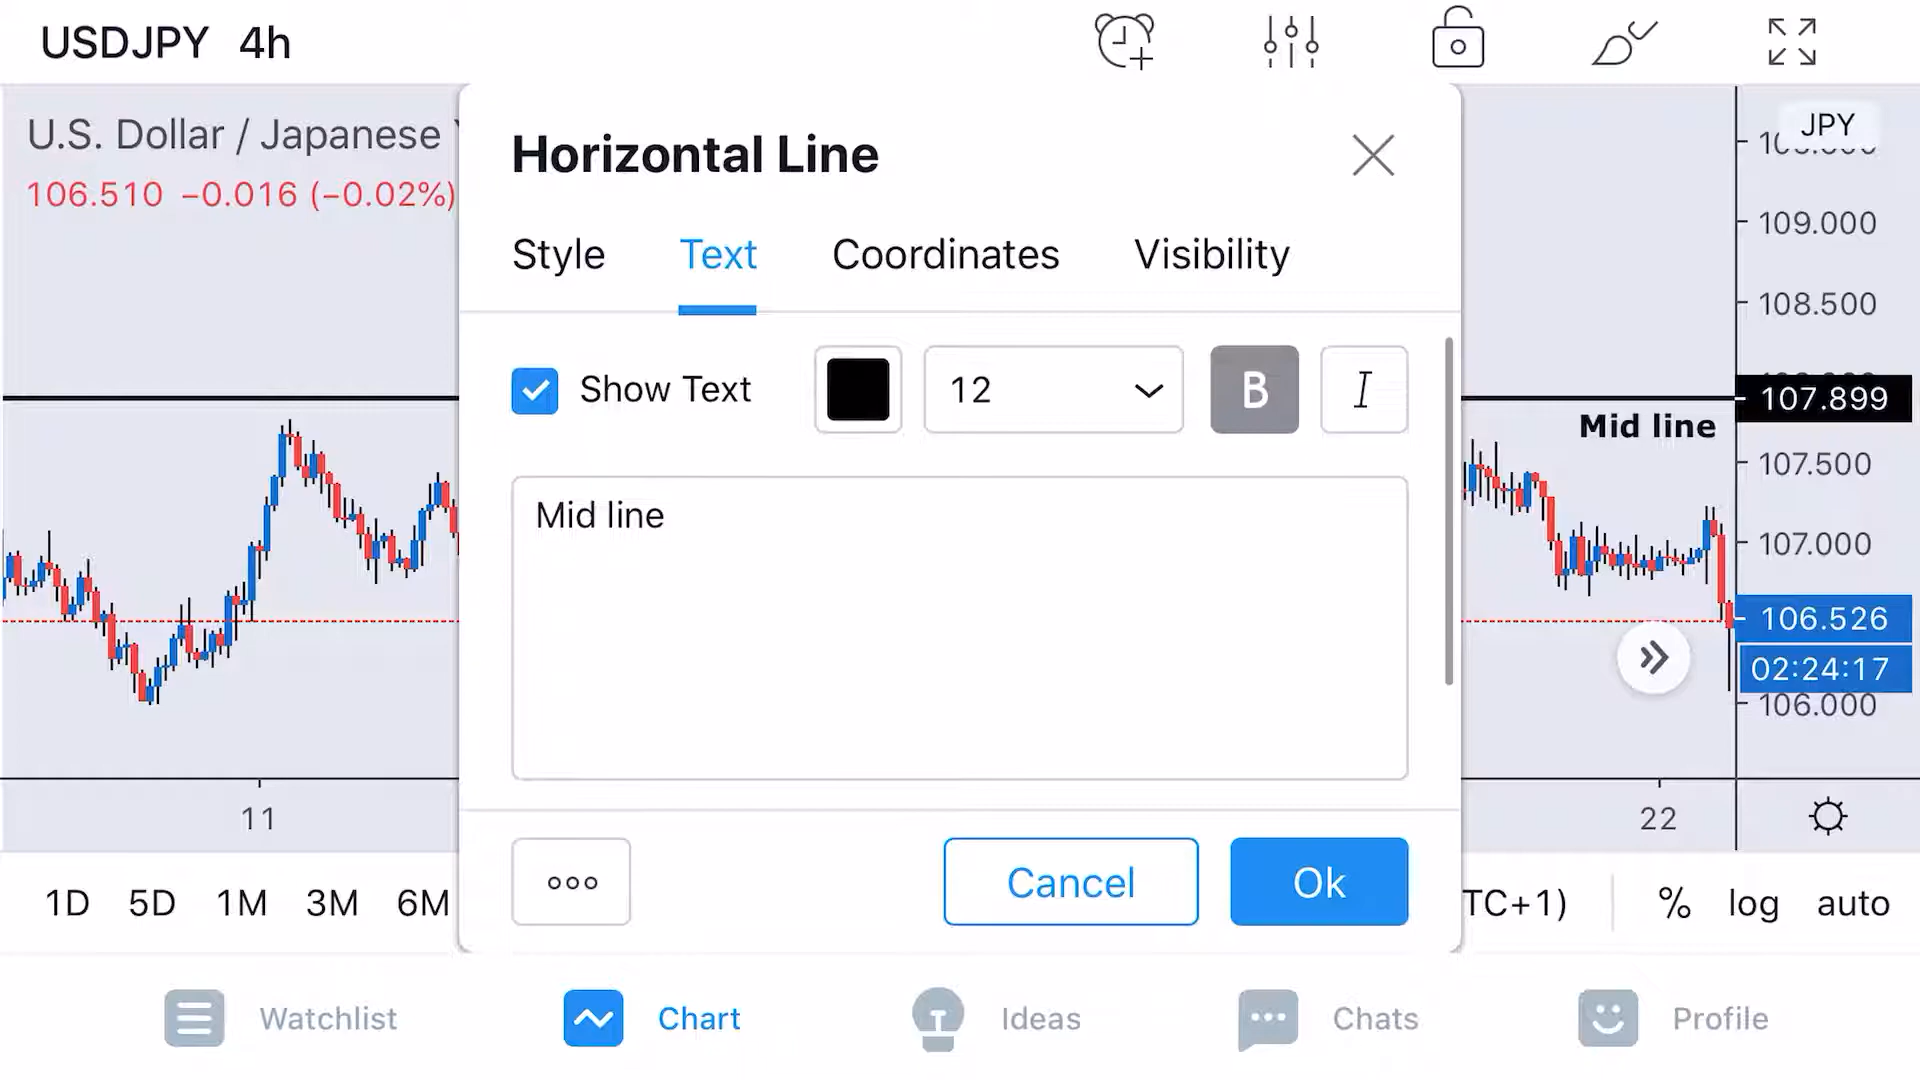 USDJPY 4h
U.S. Dollar / Japanese
106.510 −0.016 (−0.02%)
Horizontal Line
Style Text Coordinates Visibility
Show Text 12 B I
Mid line
Cancel Ok
JPY
109.000
108.500
107.899
Mid line
107.500
107.000
106.526
02:24:17
106.000
11 22
1D 5D 1M 3M 6M TC+1) % log auto
Watchlist Chart Ideas Chats Profile